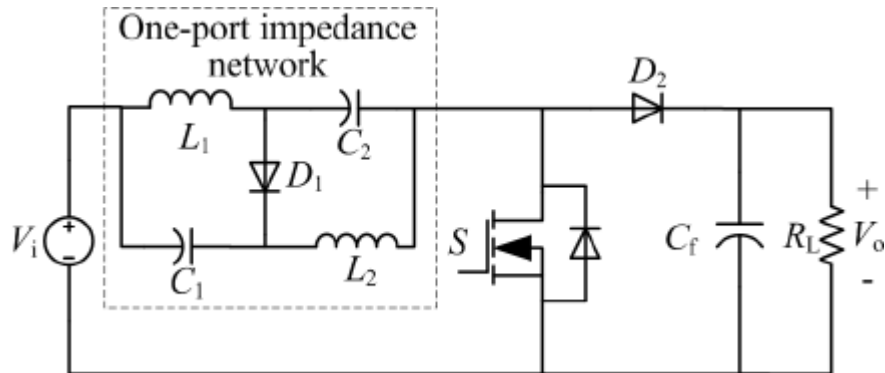 One-port impedance
network
L1
C2
D1
C1
L2
Vi
D2
S
Cf
RL
+
Vo
-